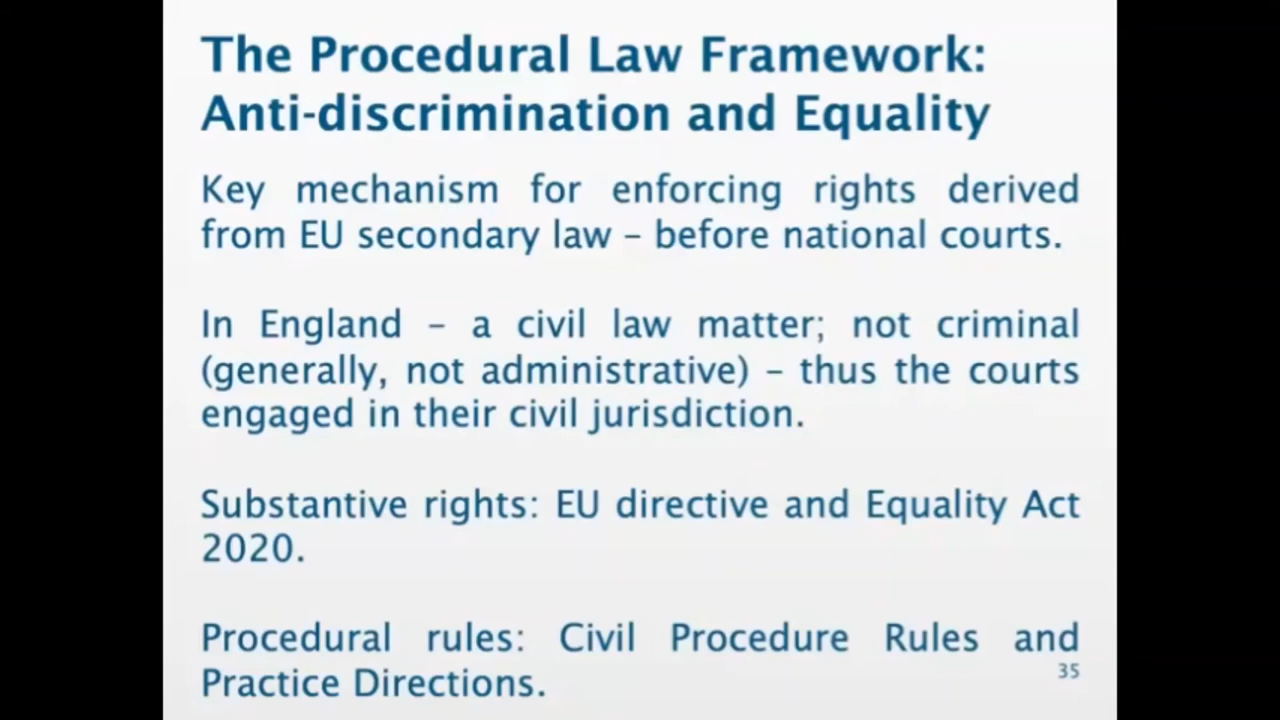 The Procedural Law Framework:
Anti-discrimination and Equality
Key mechanism for enforcing rights derived
from EU secondary law – before national courts.
In England – a civil law matter; not criminal
(generally, not administrative) – thus the courts
engaged in their civil jurisdiction.
Substantive rights: EU directive and Equality Act
2020.
Procedural rules: Civil Procedure Rules and
Practice Directions.
35